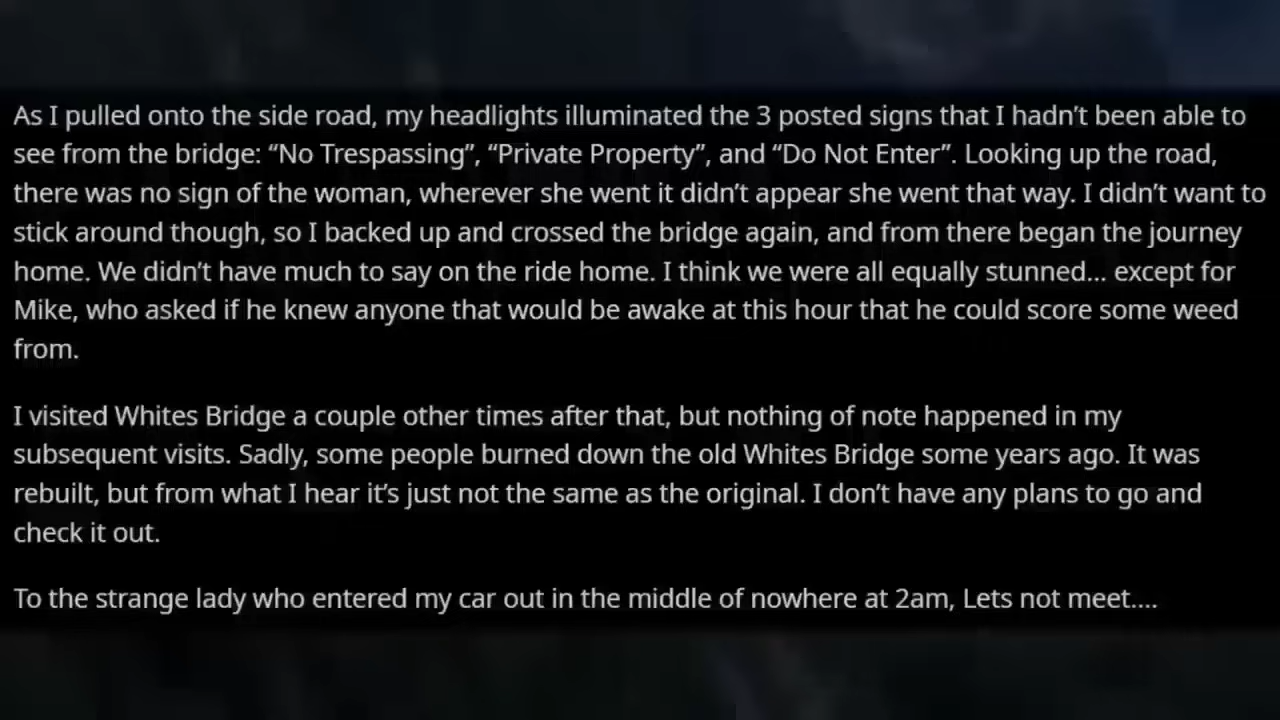 As I pulled onto the side road, my headlights illuminated the 3 posted signs that I hadn’t been able to
see from the bridge: “No Trespassing”, “Private Property”, and “Do Not Enter”. Looking up the road,
there was no sign of the woman, wherever she went it didn’t appear she went that way. I didn’t want to
stick around though, so I backed up and crossed the bridge again, and from there began the journey
home. We didn’t have much to say on the ride home. I think we were all equally stunned... except for
Mike, who asked if he knew anyone that would be awake at this hour that he could score some weed
from.
I visited Whites Bridge a couple other times after that, but nothing of note happened in my
subsequent visits. Sadly, some people burned down the old Whites Bridge some years ago. It was
rebuilt, but from what I hear it’s just not the same as the original. I don’t have any plans to go and
check it out.
To the strange lady who entered my car out in the middle of nowhere at 2am, Lets not meet....